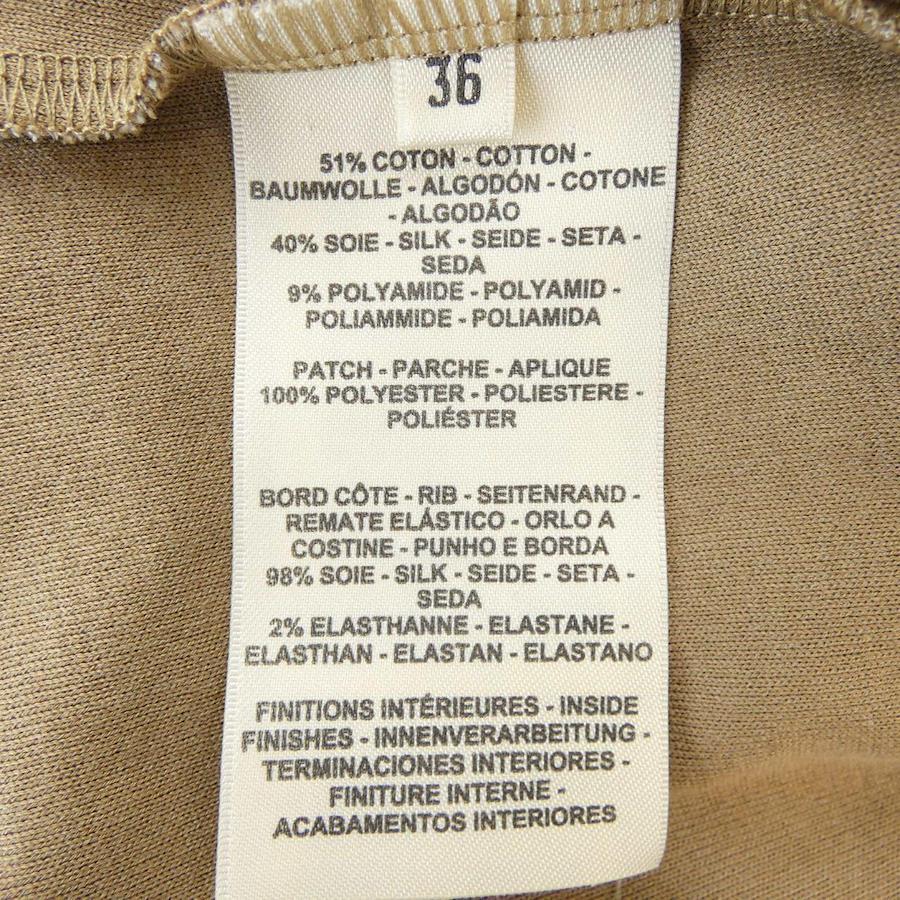 36
51% COTON - COTTON -
BAUMWOLLE - ALGODÓN - COTONE
- ALGODÃO
40% SOIE - SILK - SEIDE - SETA -
SEDA
9% POLYAMIDE - POLYAMID -
POLIAMMIDE - POLIAMIDA
PATCH - PARCHE - APLIQUE
100% POLYESTER - POLIESTERE -
POLIÉSTER
BORD CÔTE - RIB - SEITENRAND -
REMATE ELÁSTICO - ORLO A
COSTINE - PUNHO E BORDA
98% SOIE - SILK - SEIDE - SETA -
SEDA
2% ELASTHANNE - ELASTANE -
ELASTHAN - ELASTAN - ELASTANO
FINITIONS INTÉRIEURES - INSIDE
FINISHES - INNENVERARBEITUNG -
TERMINACIONES INTERIORES -
FINITURE INTERNE -
ACABAMENTOS INTERIORES